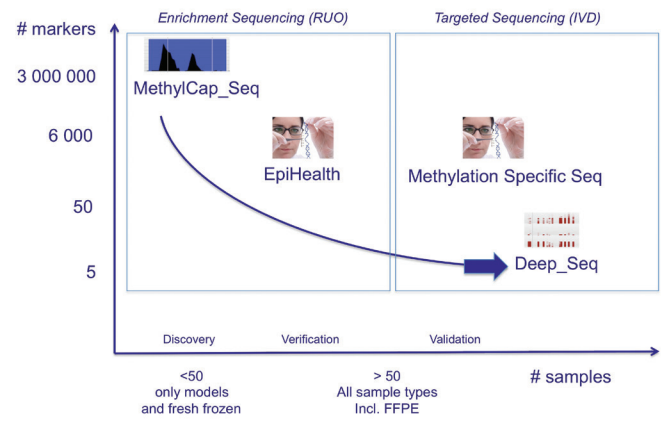 Enrichment Sequencing (RUO)
Targeted Sequencing (IVD)
# markers
3 000 000
6 000
50
5
MethylCap_Seq
EpiHealth
Methylation Specific Seq
Deep_Seq
Discovery
Verification
Validation
<50
only models
and fresh frozen
> 50
All sample types
Incl. FFPE
# samples